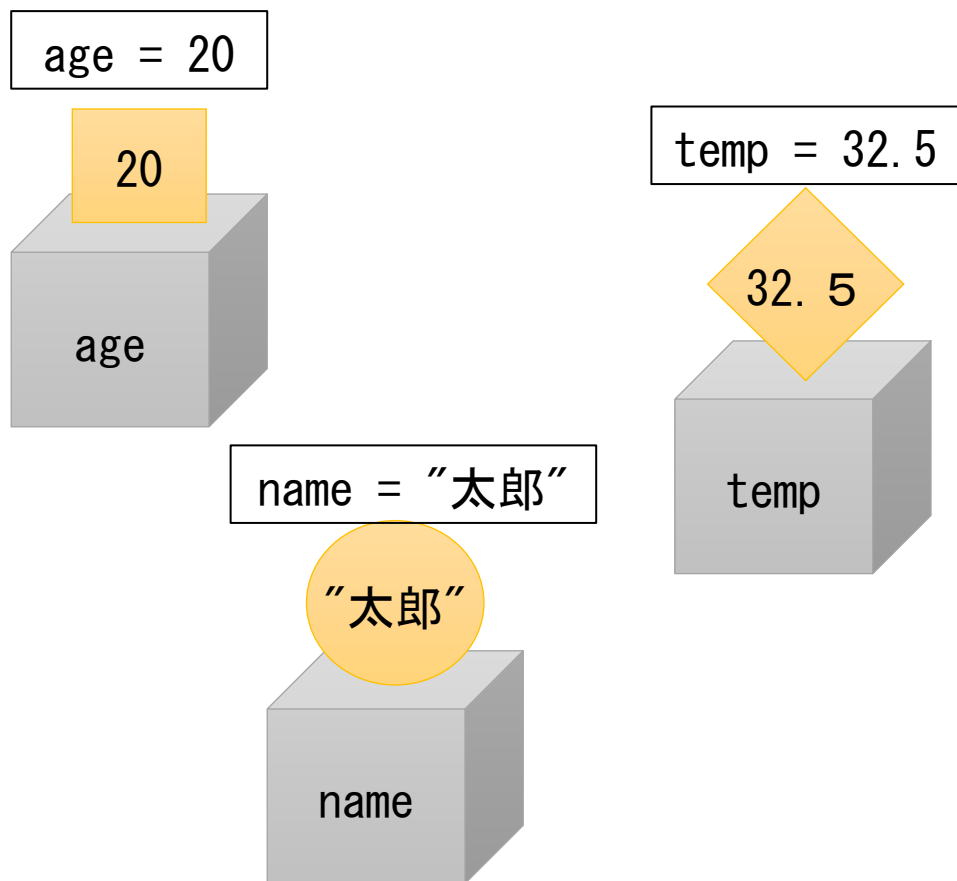 age = 20
20
age
temp = 32.5
32.５
temp
name = "太郎"
"太郎"
name